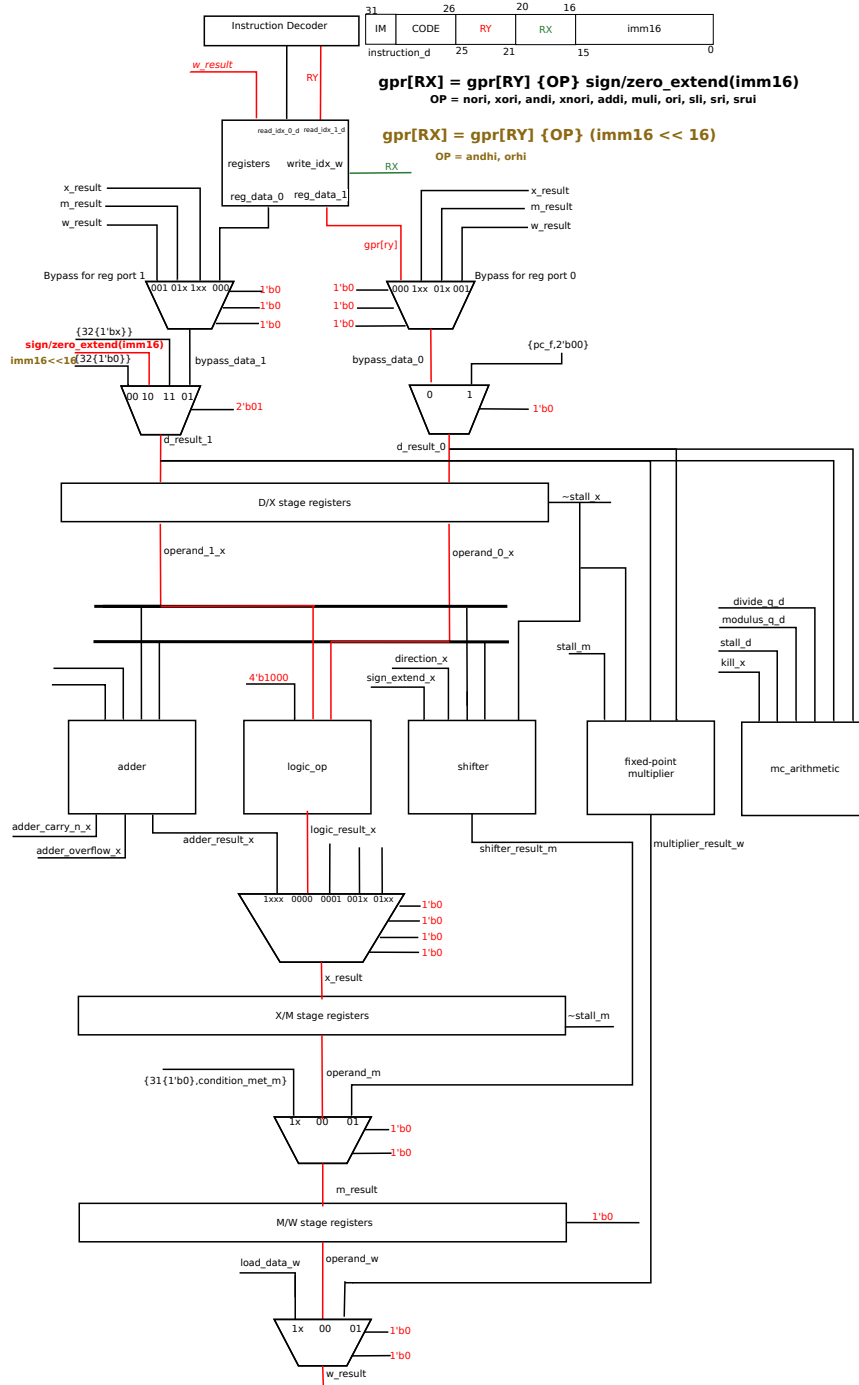 31 26 20 16
Instruction Decoder
IM CODE RY RX imm16
instruction_d 25 21 15 0
w_result
RY
gpr[RX] = gpr[RY] {OP} sign/zero_extend(imm16)
OP = nori, xori, andi, xnori, addi, muli, ori, sli, sri, srui
read_idx_0_d read_idx_1_d
gpr[RX] = gpr[RY] {OP} (imm16 << 16)
OP = andhi, orhi
registers write_idx_w
RX
reg_data_0 reg_data_1
x_result
m_result
w_result
x_result
m_result
w_result
gpr[ry]
Bypass for reg port 1
Bypass for reg port 0
001 01x 1xx 000
000 1xx 01x 001
1'b0
1'b0
1'b0
1'b0
1'b0
1'b0
{32{1'bx}}
sign/zero_extend(imm16)
imm16<<16
{32{1'b0}}
bypass_data_1
bypass_data_0
{pc_f,2'b00}
00 10 11 01
2'b01
0 1
1'b0
d_result_1
d_result_0
D/X stage registers
~stall_x
operand_1_x
operand_0_x
divide_q_d
modulus_q_d
stall_d
kill_x
stall_m
direction_x
sign_extend_x
4'b1000
adder
logic_op
shifter
fixed-point
multiplier
mc_arithmetic
adder_carry_n_x
adder_overflow_x
adder_result_x
logic_result_x
shifter_result_m
multiplier_result_w
1xxx 0000 0001 001x 01xx
1'b0
1'b0
1'b0
1'b0
x_result
X/M stage registers
~stall_m
{31{1'b0},condition_met_m}
operand_m
1x 00 01
1'b0
1'b0
m_result
M/W stage registers
1'b0
load_data_w
operand_w
1x 00 01
1'b0
1'b0
w_result